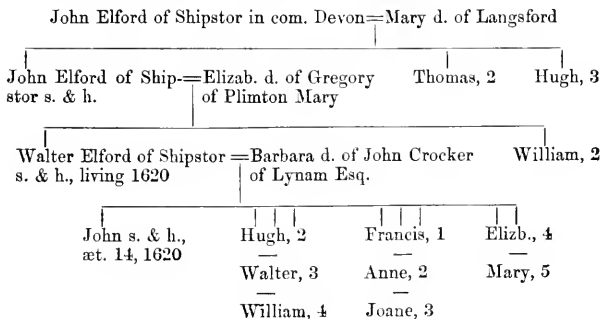 John Elford of Shipstor in com. Devon=Mary d. of Langsford
John Elford of Ship-=Elizab. d. of Gregory Thomas, 2 Hugh, 3
stor s. & h. of Plimton Mary
Walter Elford of Shipstor=Barbara d. of John Crocker William, 2
s. & h., living 1620 of Lynam Esq.
John s. & h., Hugh, 2 Francis, 1 Elizb., 4
æt. 14, 1620 Walter, 3 Anne, 2 Mary, 5
William, 4 Joane, 3